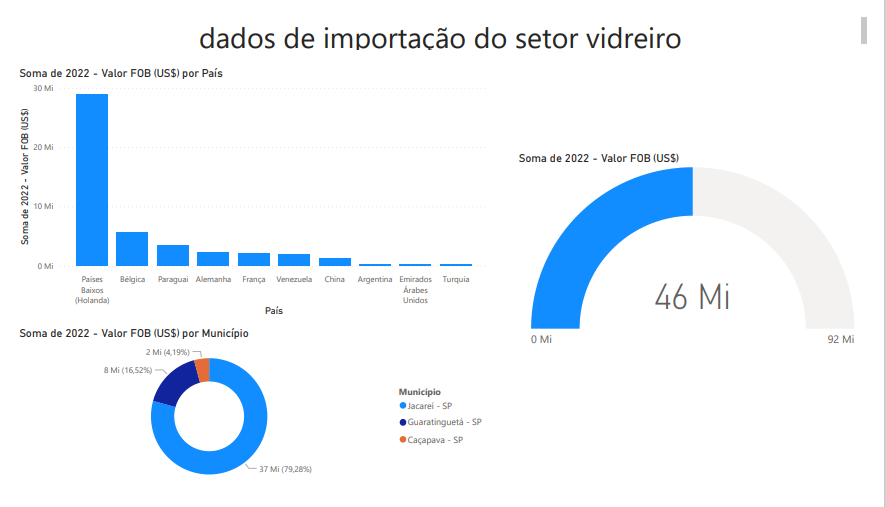 dados de importação do setor vidreiro
Soma de 2022 - Valor FOB (US$) por País
Soma de 2022 - Valor FOB (US$)
30 Mi
20 Mi
10 Mi
0 Mi
Países Baixos (Holanda)
Bélgica
Paraguai
Alemanha
França
Venezuela
China
Argentina
Emirados Árabes Unidos
Turquia
País
Soma de 2022 - Valor FOB (US$)
46 Mi
0 Mi
92 Mi
Soma de 2022 - Valor FOB (US$) por Município
2 Mi (4,19%)
8 Mi (16,52%)
37 Mi (79,28%)
Município
Jacareí - SP
Guaratinguetá - SP
Caçapava - SP